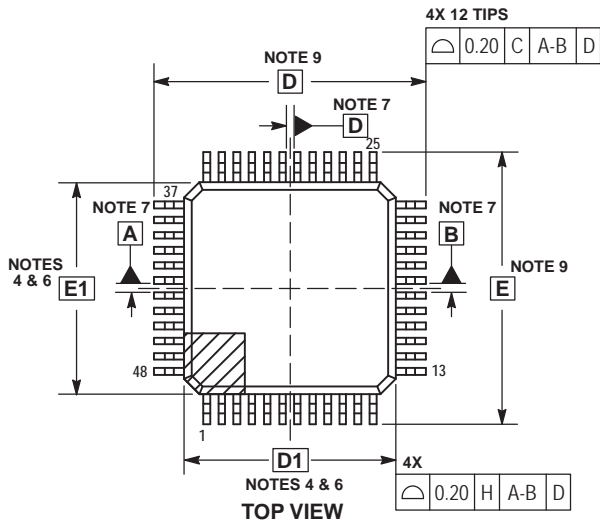 4X 12 TIPS
⌓ 0.20 C A-B D
NOTE 9
D
NOTE 7
D
25
37
NOTE 7
A
NOTE 7
B
NOTES
4 & 6
E1
E
NOTE 9
48
13
1
D1
4X
NOTES 4 & 6
⌓ 0.20 H A-B D
TOP VIEW